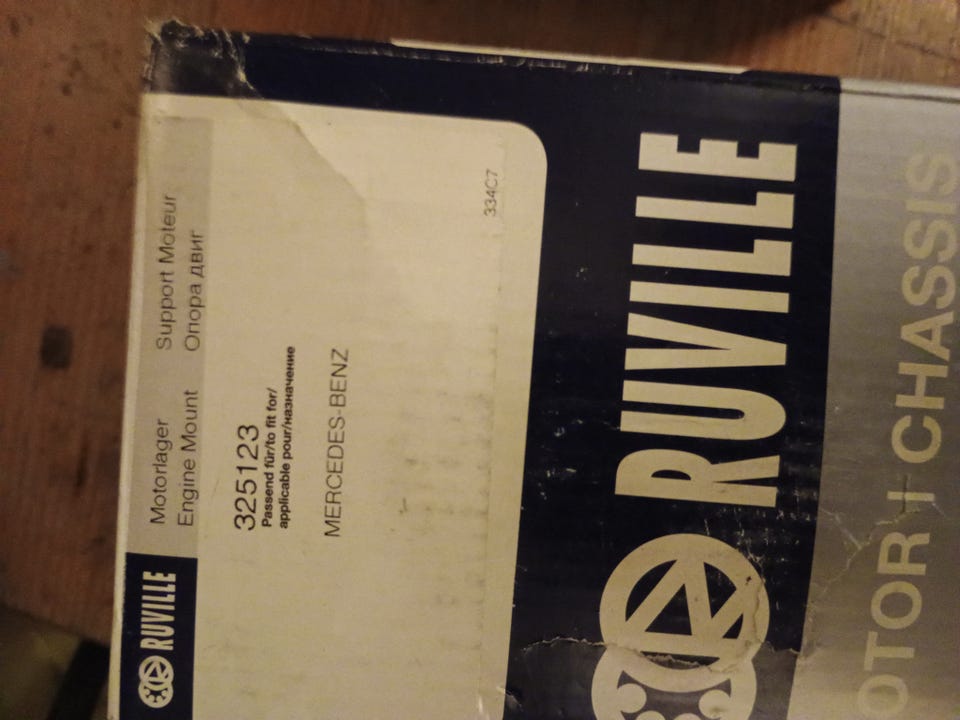 RUVILLE
Motorlager Support Moteur
Engine Mount Опора двиг
325123
Passend für/to fit for/
applicable pour/назначение
MERCEDES-BENZ
334C7
RUVILLE
OTOR I CHASSIS